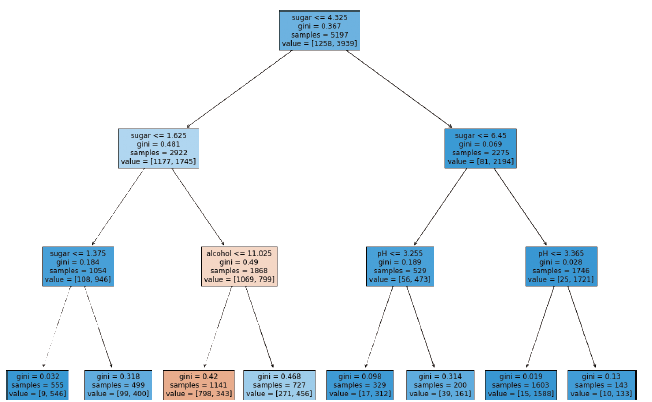 sugar <= 4.325
gini = 0.367
samples = 5197
value = [1258, 3939]
sugar <= 1.625
gini = 0.481
samples = 2922
value = [1177, 1745]
sugar <= 6.45
gini = 0.069
samples = 2275
value = [81, 2194]
sugar <= 1.375
gini = 0.184
samples = 1054
value = [108, 946]
alcohol <= 11.025
gini = 0.49
samples = 1868
value = [1069, 799]
pH <= 3.255
gini = 0.189
samples = 529
value = [56, 473]
pH <= 3.365
gini = 0.028
samples = 1746
value = [25, 1721]
gini = 0.032
samples = 555
value = [9, 546]
gini = 0.318
samples = 499
value = [99, 400]
gini = 0.42
samples = 1141
value = [798, 343]
gini = 0.468
samples = 727
value = [271, 456]
gini = 0.098
samples = 329
value = [17, 312]
gini = 0.314
samples = 200
value = [39, 161]
gini = 0.019
samples = 1603
value = [15, 1588]
gini = 0.13
samples = 143
value = [10, 133]